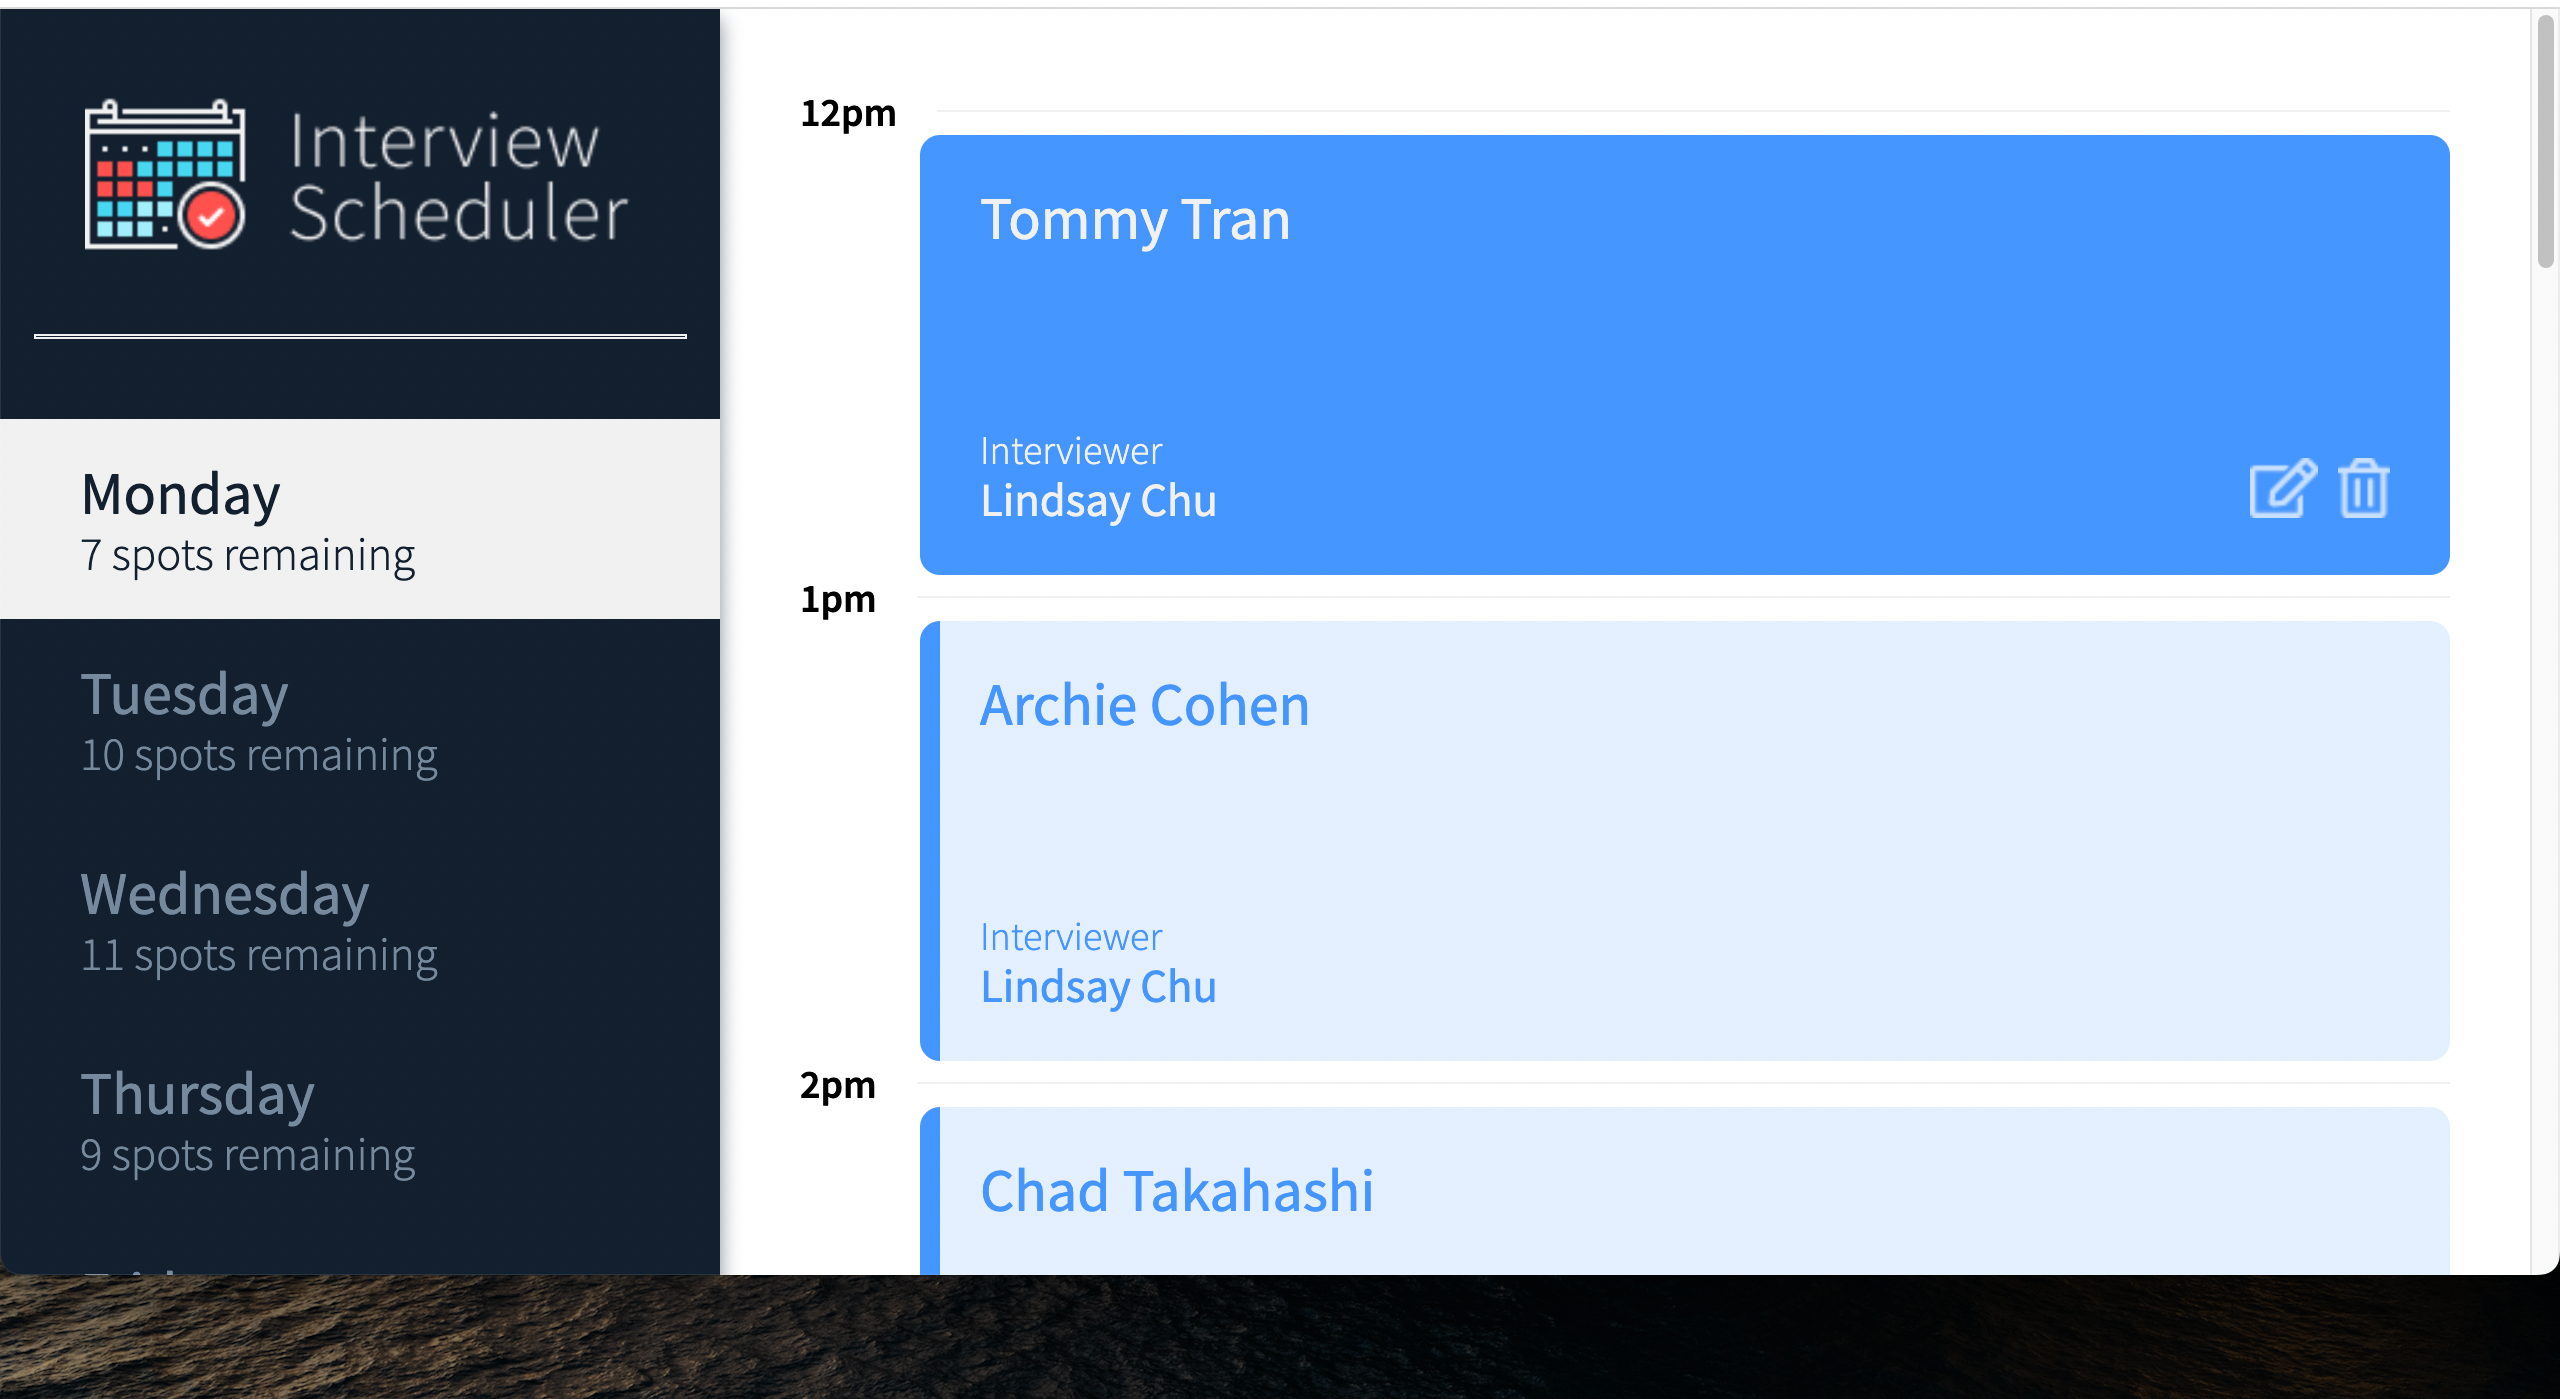 Interview
Scheduler
Monday
7 spots remaining
Tuesday
10 spots remaining
Wednesday
11 spots remaining
Thursday
9 spots remaining
12pm
Tommy Tran
Interviewer
Lindsay Chu
1pm
Archie Cohen
Interviewer
Lindsay Chu
2pm
Chad Takahashi